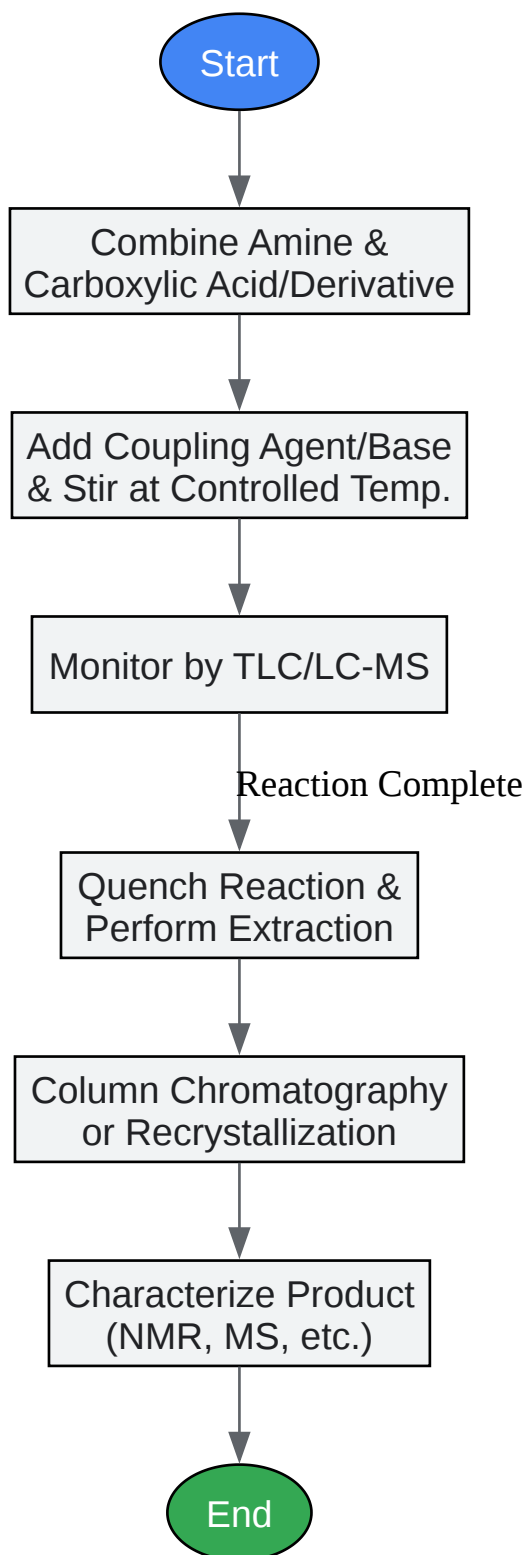 Start
Combine Amine &
Carboxylic Acid/Derivative
Add Coupling Agent/Base
& Stir at Controlled Temp.
Monitor by TLC/LC-MS
Reaction Complete
Quench Reaction &
Perform Extraction
Column Chromatography
or Recrystallization
Characterize Product
(NMR, MS, etc.)
End